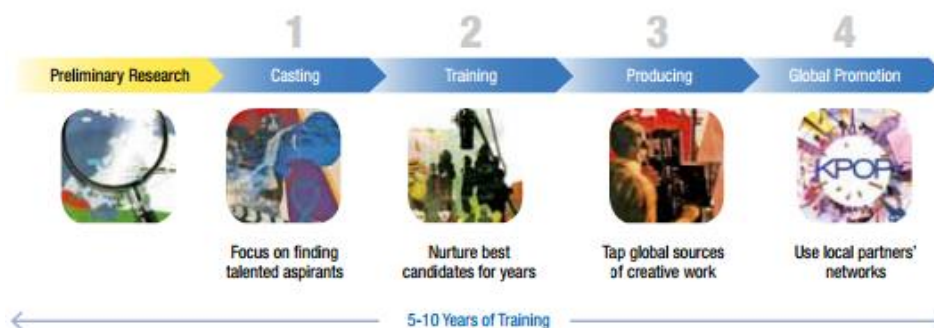 1
2
3
4
Preliminary Research
Casting
Training
Producing
Global Promotion
KPOP
Focus on finding
talented aspirants
Nurture best
candidates for years
Tap global sources
of creative work
Use local partners'
networks
5-10 Years of Training